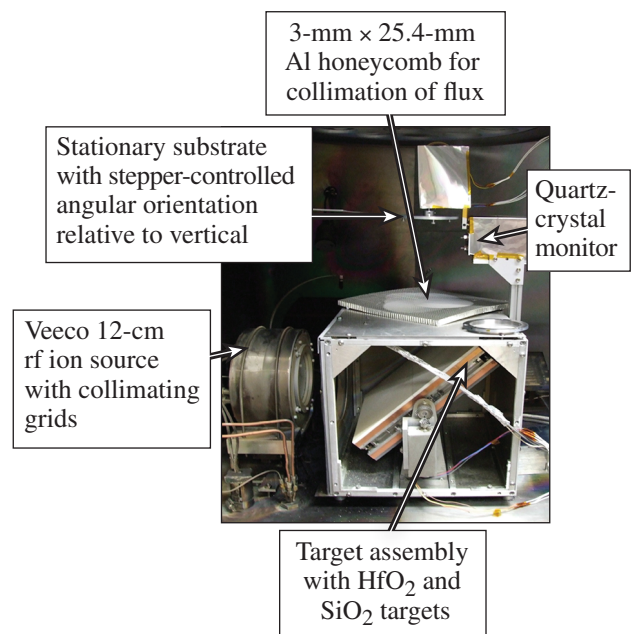 3-mm × 25.4-mm
Al honeycomb for
collimation of flux
Stationary substrate
with stepper-controlled
angular orientation
relative to vertical
Quartz-
crystal
monitor
Veeco 12-cm
rf ion source
with collimating
grids
Target assembly
with HfO₂ and
SiO₂ targets